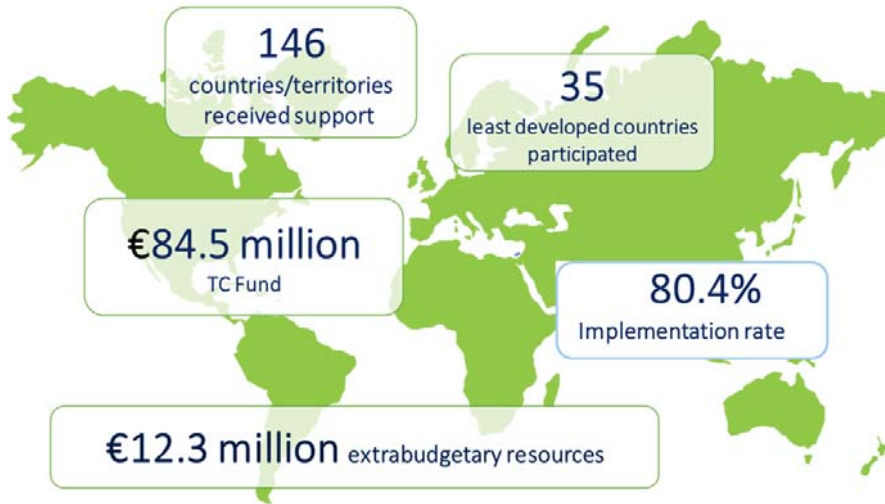 146
countries/territories
received support
35
least developed countries
participated
€84.5 million
TC Fund
80.4%
Implementation rate
€12.3 million extrabudgetary resources